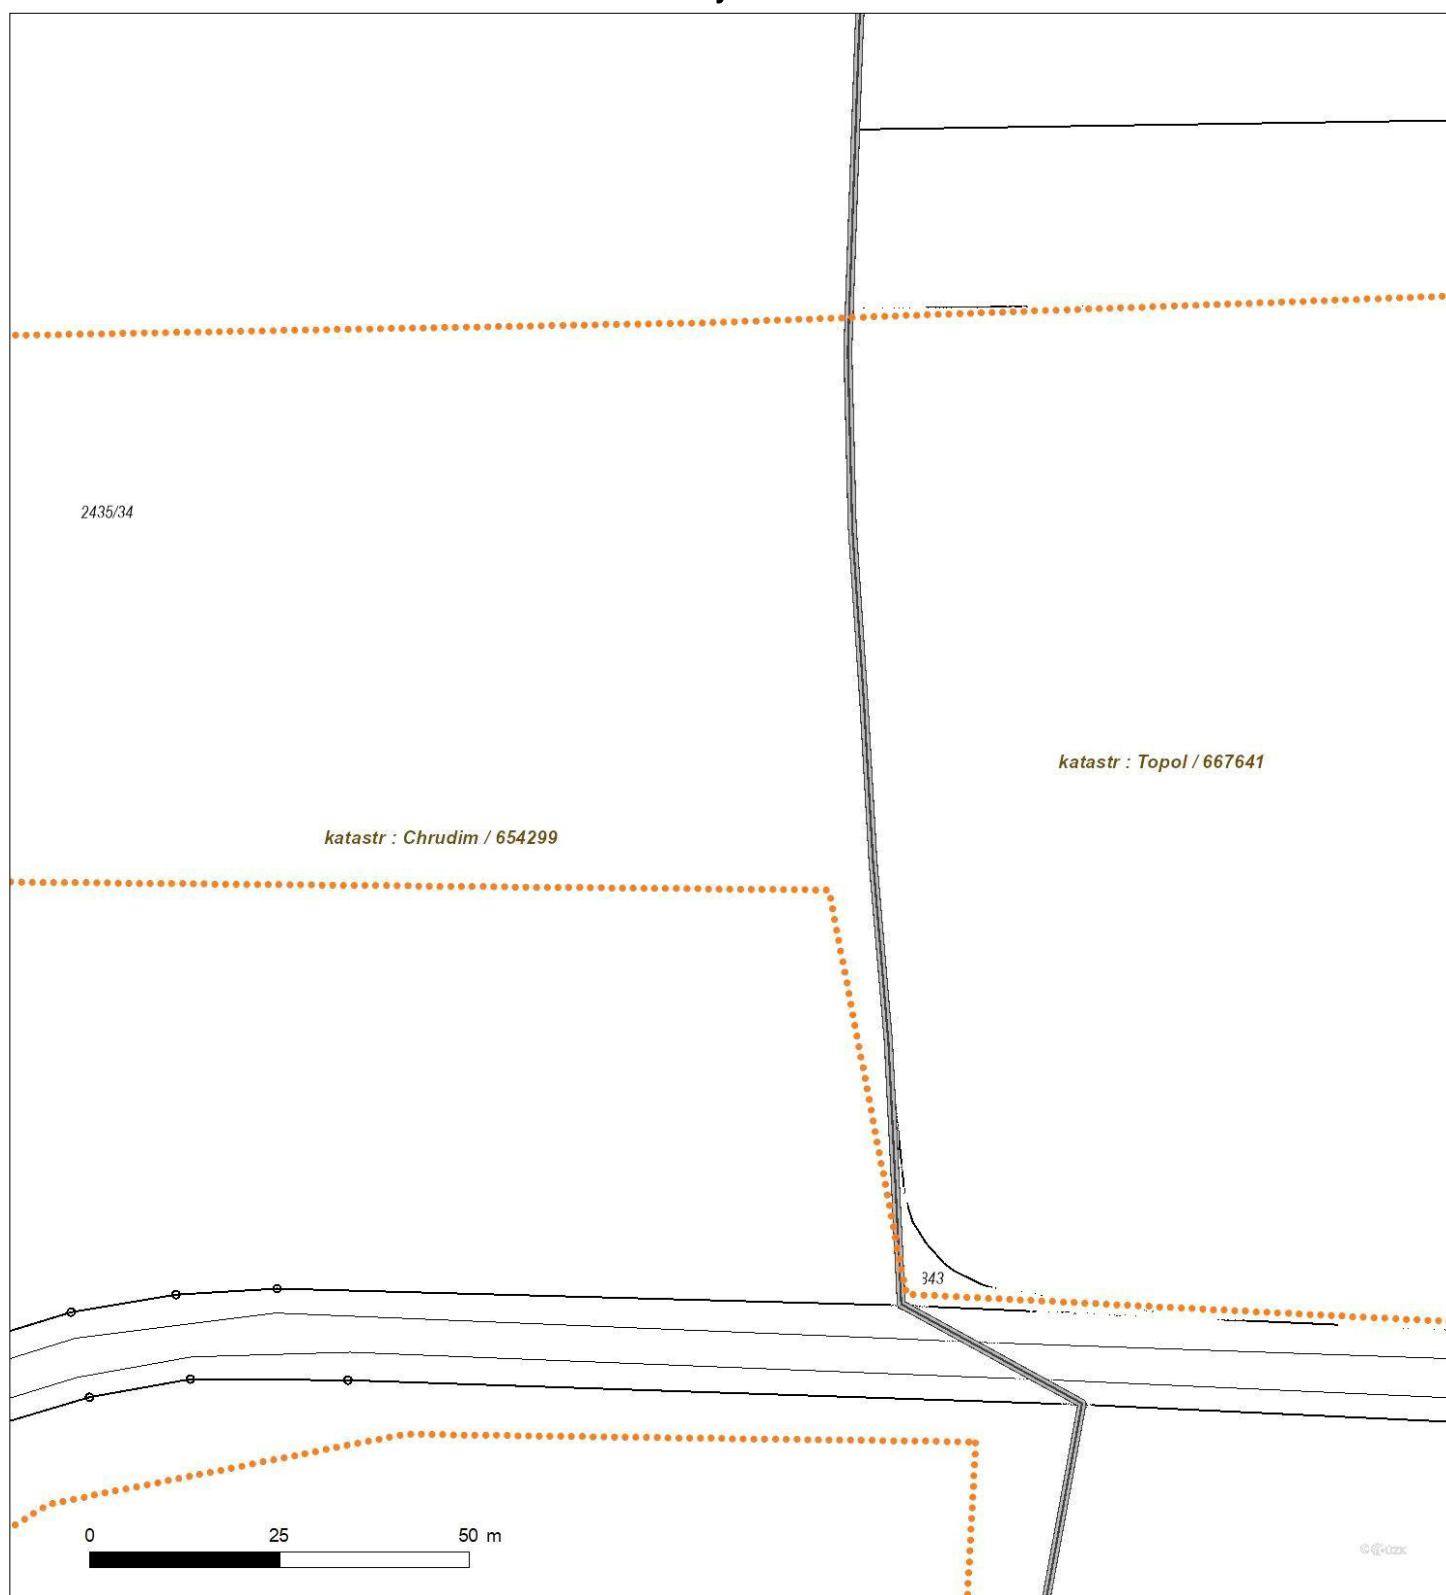 2435/34
katastr : Topol / 667641
katastr : Chrudim / 654299
343
0 25 50 m